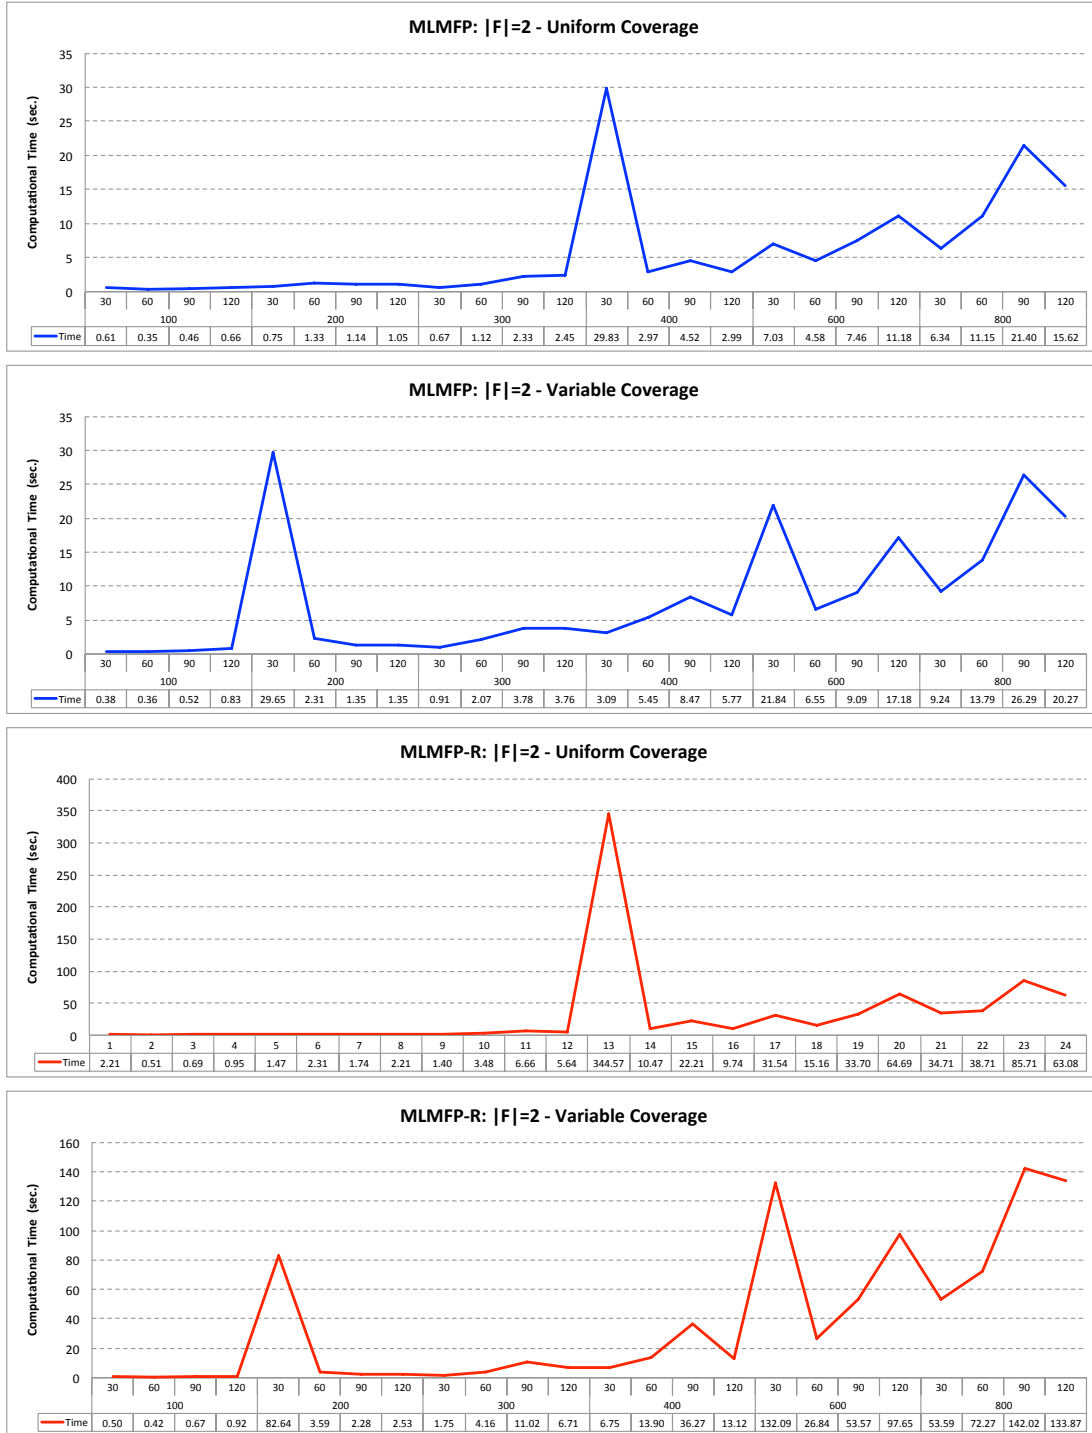 MLMFP: |F|=2 - Uniform Coverage
Computational Time (sec.)
35
30
25
20
15
10
5
0
30 60 90 120 30 60 90 120 30 60 90 120 30 60 90 120 30 60 90 120 30 60 90 120
100 200 300 400 600 800
Time 0.61 0.35 0.46 0.66 0.75 1.33 1.14 1.05 0.67 1.12 2.33 2.45 29.83 2.97 4.52 2.99 7.03 4.58 7.46 11.18 6.34 11.15 21.40 15.62
MLMFP: |F|=2 - Variable Coverage
Computational Time (sec.)
35
30
25
20
15
10
5
0
30 60 90 120 30 60 90 120 30 60 90 120 30 60 90 120 30 60 90 120 30 60 90 120
100 200 300 400 600 800
Time 0.38 0.36 0.52 0.83 29.65 2.31 1.35 1.35 0.91 2.07 3.78 3.76 3.09 5.45 8.47 5.77 21.84 6.55 9.09 17.18 9.24 13.79 26.29 20.27
MLMFP-R: |F|=2 - Uniform Coverage
Computational Time (sec.)
400
350
300
250
200
150
100
50
0
1 2 3 4 5 6 7 8 9 10 11 12 13 14 15 16 17 18 19 20 21 22 23 24
Time 2.21 0.51 0.69 0.95 1.47 2.31 1.74 2.21 1.40 3.48 6.66 5.64 344.57 10.47 22.21 9.74 31.54 15.16 33.70 64.69 34.71 38.71 85.71 63.08
MLMFP-R: |F|=2 - Variable Coverage
Computational Time (sec.)
160
140
120
100
80
60
40
20
0
30 60 90 120 30 60 90 120 30 60 90 120 30 60 90 120 30 60 90 120 30 60 90 120
100 200 300 400 600 800
Time 0.50 0.42 0.67 0.92 82.64 3.59 2.28 2.53 1.75 4.16 11.02 6.71 6.75 13.90 36.27 13.12 132.09 26.84 53.57 97.65 53.59 72.27 142.02 133.87